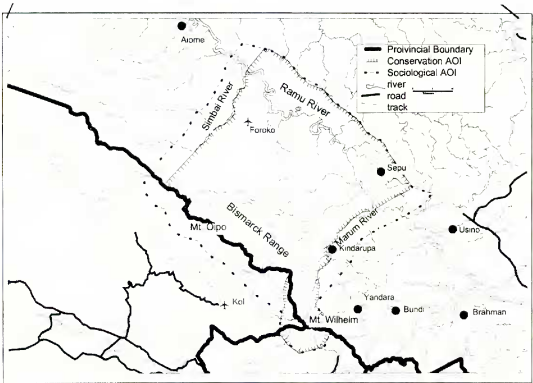 Aiome
Proivincial Boundary
Conservation AOI
Sociological AOI
river
road
track
Simbai River
Ramu River
Foroko
Sepu
Bismarck Range
Marum River
Mt. Oipo
Usino
Kindarupa
Kol
Yandara
Bundi
Brahman
Mt. Wilhelm